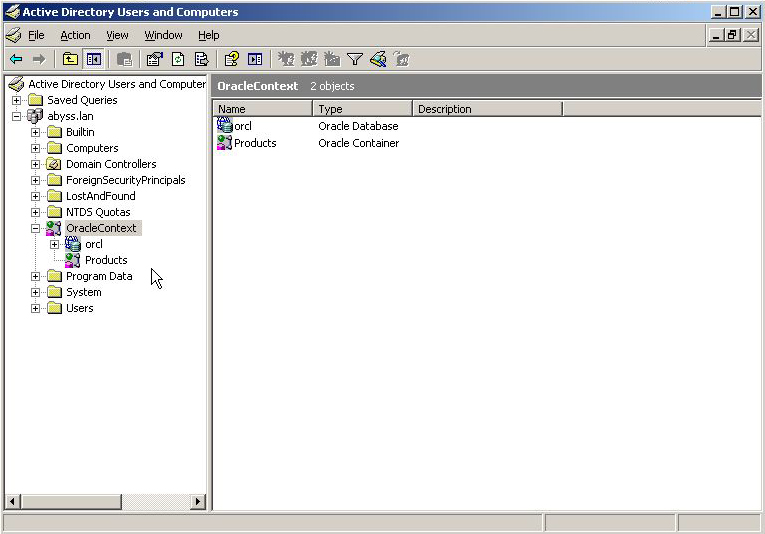 Active Directory Users and Computers
File Action View Window Help
Active Directory Users and Computer
Saved Queries
abyss.lan
Builtin
Computers
Domain Controllers
ForeignSecurityPrincipals
LostAndFound
NTDS Quotas
OracleContext
orcl
Products
Program Data
System
Users
OracleContext 2 objects
Name Type Description
orcl Oracle Database
Products Oracle Container